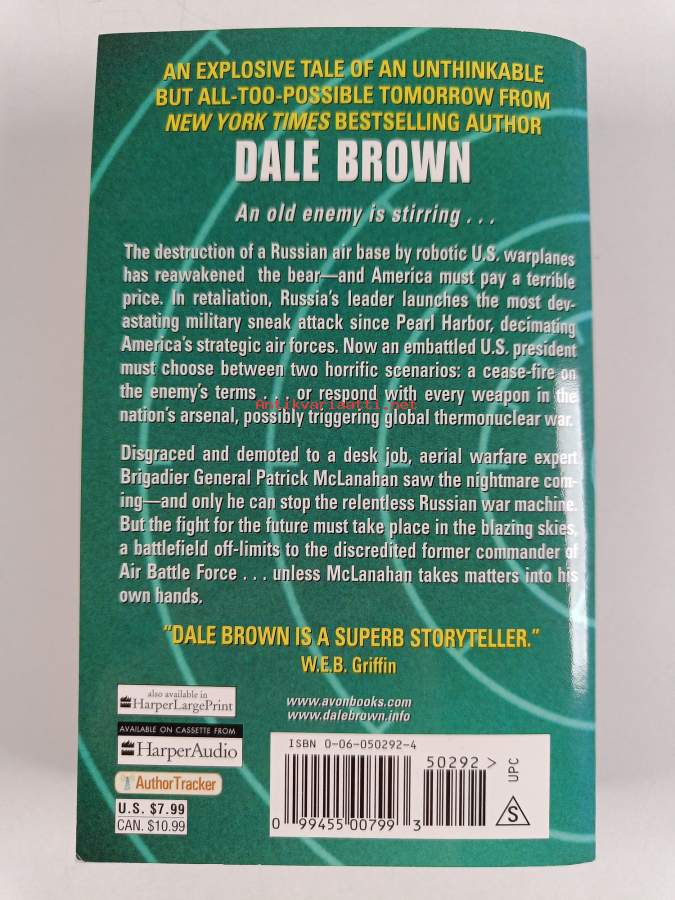 AN EXPLOSIVE TALE OF AN UNTHINKABLE
BUT ALL-TOO-POSSIBLE TOMORROW FROM
NEW YORK TIMES BESTSELLING AUTHOR
DALE BROWN
An old enemy is stirring . . .
The destruction of a Russian air base by robotic U.S. warplanes
has reawakened the bear—and America must pay a terrible
price. In retaliation, Russia's leader launches the most dev-
astating military sneak attack since Pearl Harbor, decimating
America's strategic air forces. Now an embattled U.S. president
must choose between two horrific scenarios: a cease-fire on
the enemy's terms . . . or respond with every weapon in the
Antikvariaatti.net
nation's arsenal, possibly triggering global thermonuclear war.
Disgraced and demoted to a desk job, aerial warfare expert
Brigadier General Patrick McLanahan saw the nightmare com-
ing—and only he can stop the relentless Russian war machine.
But the fight for the future must take place in the blazing skies,
a battlefield off-limits to the discredited former commander of
Air Battle Force . . . unless McLanahan takes matters into his
own hands.
"DALE BROWN IS A SUPERB STORYTELLER."
W.E.B. Griffin
also available in
HarperLargePrint
AVAILABLE ON CASSETTE FROM
HarperAudio
AuthorTracker
U.S. $7.99
CAN. $10.99
www.avonbooks.com
www.dalebrown.info
ISBN 0-06-050292-4
50292 >
UPC
S
0 99455 00799 3